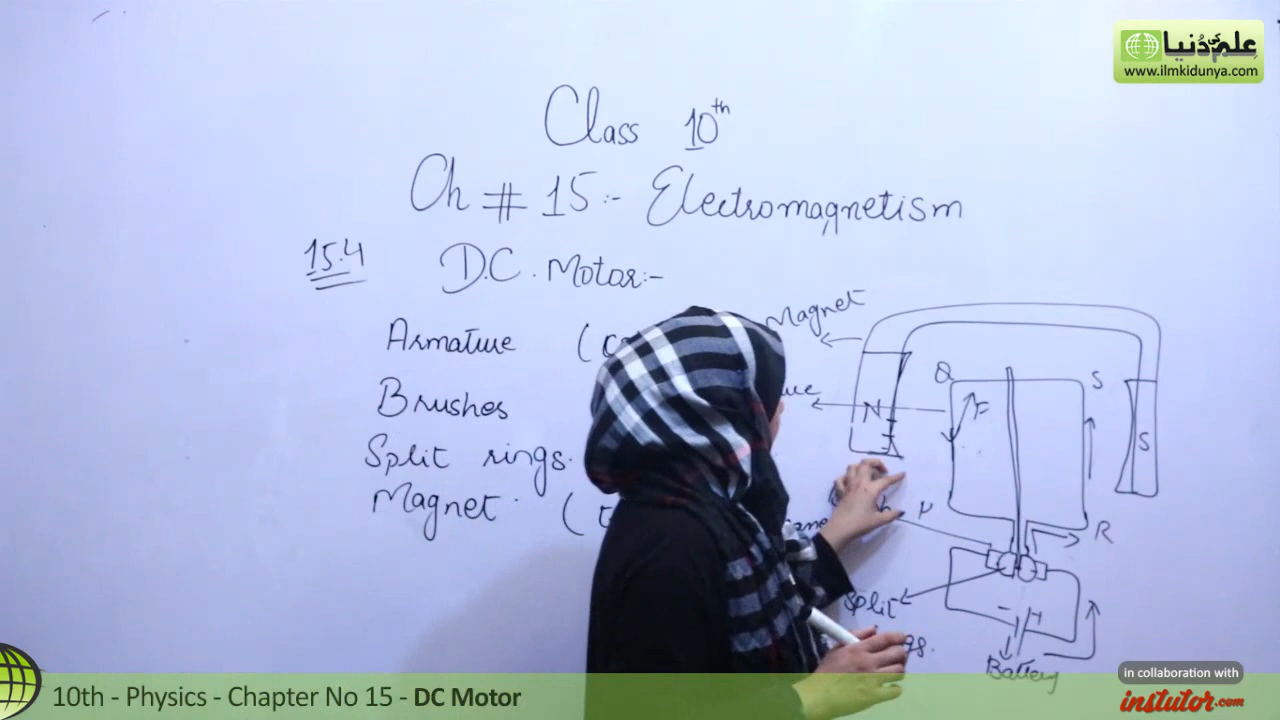 علم کی دُنیا
www.ilmkidunya.com
Class 10th
Ch # 15:- Electromagnetism
15.4 D.C. Motor:-
Armature (
Brushes
Split rings.
Magnet (
Magnet
N
Q
F
S
S
P
R
Split
- +
Battery
in collaboration with
instutor.com
10th - Physics - Chapter No 15 - DC Motor